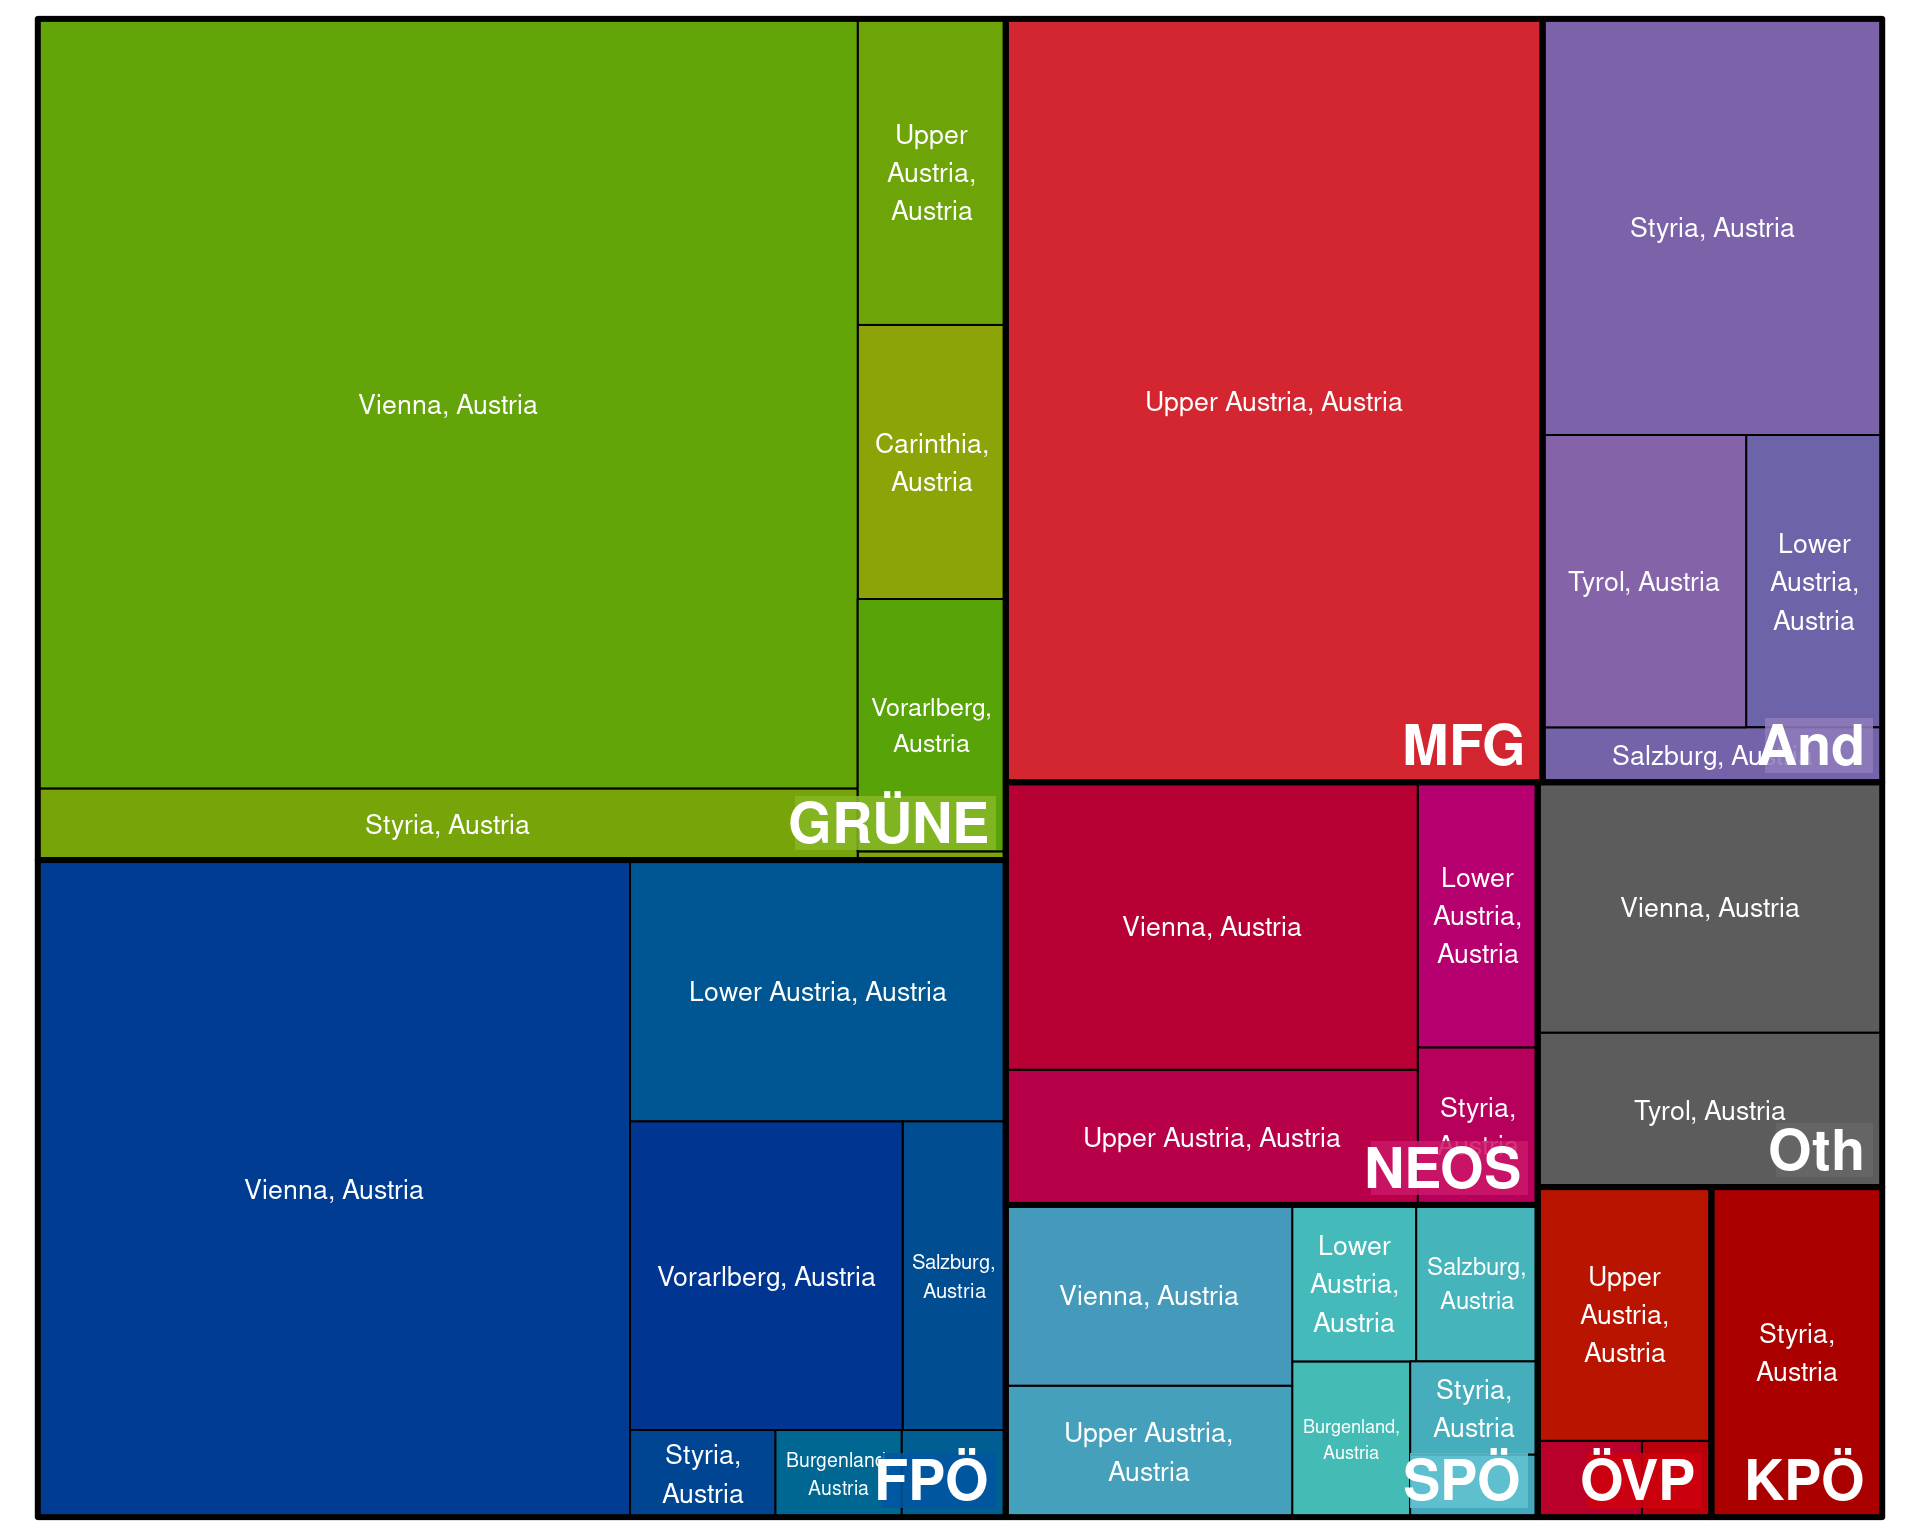 Vienna, Austria
Upper
Austria,
Austria
Carinthia,
Austria
Vorarlberg,
Austria
Styria, Austria
GRÜNE
Upper Austria, Austria
MFG
Styria, Austria
Tyrol, Austria
Lower
Austria,
Austria
Salzburg, Austria
And
Vienna, Austria
Lower Austria, Austria
Vorarlberg, Austria
Salzburg,
Austria
Styria,
Austria
Burgenland,
Austria
FPÖ
Vienna, Austria
Lower
Austria,
Austria
Upper Austria, Austria
Styria,
Austria
NEOS
Vienna, Austria
Tyrol, Austria
Oth
Vienna, Austria
Lower
Austria,
Austria
Salzburg,
Austria
Upper Austria,
Austria
Burgenland,
Austria
Styria,
Austria
SPÖ
Upper
Austria,
Austria
ÖVP
Styria,
Austria
KPÖ